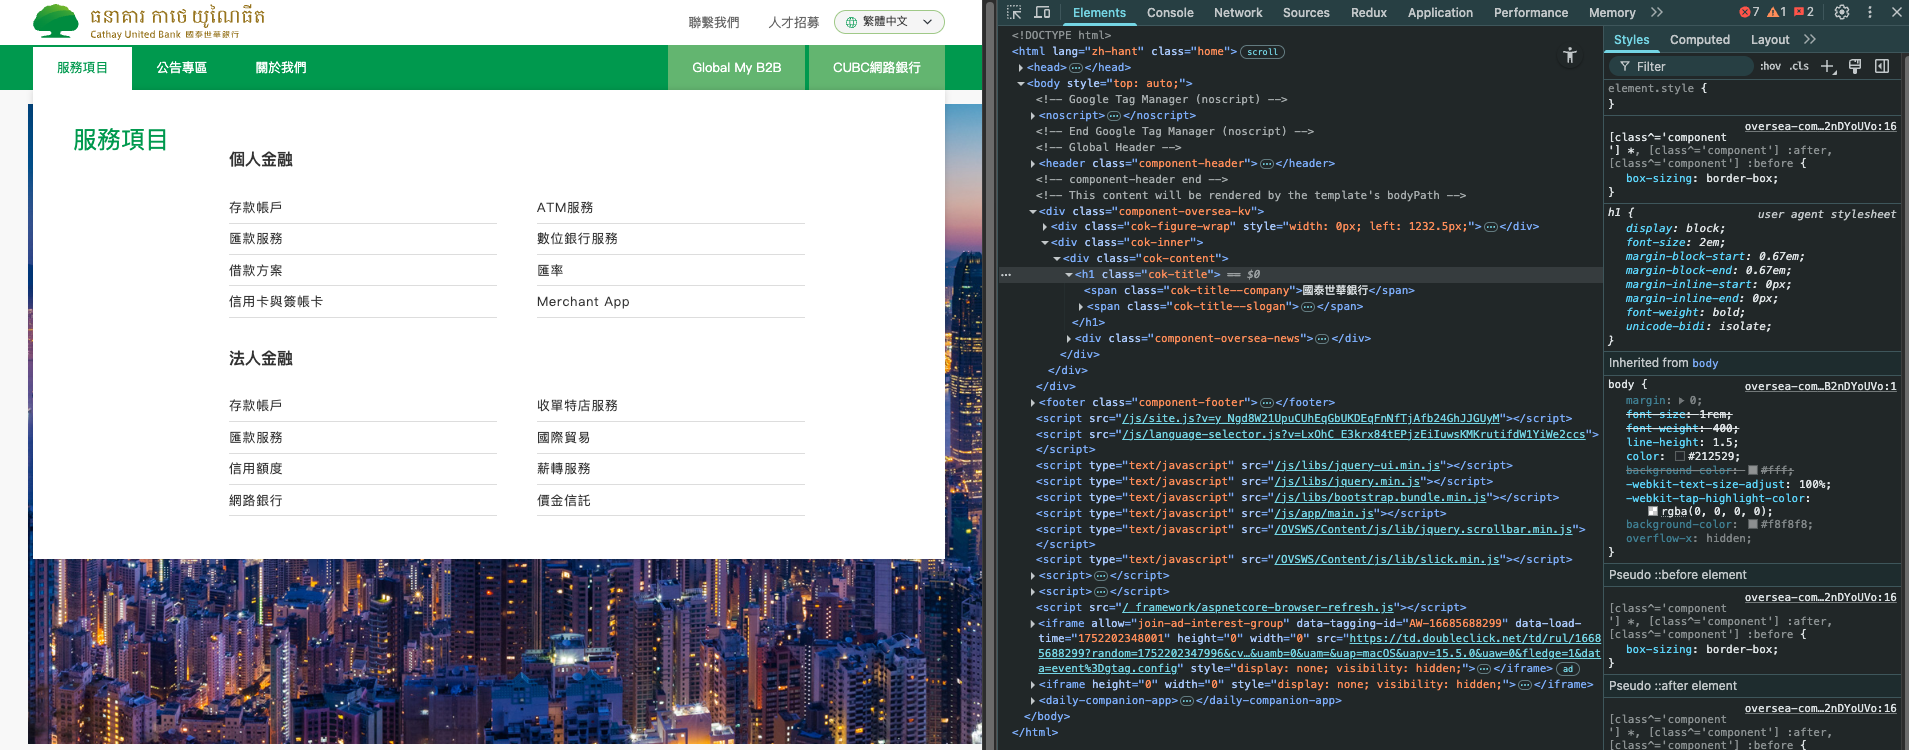 ธนาคาร คาเธ่ ยูไนเต็ด
Cathay United Bank 國泰世華銀行
聯繫我們
人才招募
繁體中文
服務項目
公告專區
關於我們
Global My B2B
CUBC網路銀行
服務項目
個人金融
存款帳戶
ATM服務
匯款服務
數位銀行服務
借款方案
匯率
信用卡與簽帳卡
Merchant App
法人金融
存款帳戶
收單特店服務
匯款服務
國際貿易
信用額度
薪轉服務
網路銀行
價金信託
Elements
Console
Network
Sources
Redux
Application
Performance
Memory
7
1
2
<!DOCTYPE html>
<html lang="zh-hant" class="home"> scroll
<head> ⋯ </head>
<body style="top: auto;">
<!-- Google Tag Manager (noscript) -->
<noscript> ⋯ </noscript>
<!-- End Google Tag Manager (noscript) -->
<!-- Global Header -->
<header class="component-header"> ⋯ </header>
<!-- component-header end -->
<!-- This content will be rendered by the template's bodyPath -->
<div class="component-oversea-kv">
<div class="cok-figure-wrap" style="width: 0px; left: 1232.5px;"> ⋯ </div>
<div class="cok-inner">
<div class="cok-content">
<h1 class="cok-title"> == $0
<span class="cok-title--company">國泰世華銀行</span>
<span class="cok-title--slogan"> ⋯ </span>
</h1>
<div class="component-oversea-news"> ⋯ </div>
</div>
</div>
</div>
<footer class="component-footer"> ⋯ </footer>
<script src="/js/site.js?v=y_Ngd8W21UpuCUhEqGbUKDEqFnNfTjAfb24GhJJGUyM"></script>
<script src="/js/language-selector.js?v=LxOhC_E3krx84tEPjzEiIuwsKMKrutifdW1YiWe2ccs">
</script>
<script type="text/javascript" src="/js/libs/jquery-ui.min.js"></script>
<script type="text/javascript" src="/js/libs/jquery.min.js"></script>
<script type="text/javascript" src="/js/libs/bootstrap.bundle.min.js"></script>
<script type="text/javascript" src="/js/app/main.js"></script>
<script type="text/javascript" src="/OVSWS/Content/js/lib/jquery.scrollbar.min.js">
</script>
<script type="text/javascript" src="/OVSWS/Content/js/lib/slick.min.js"></script>
<script> ⋯ </script>
<script> ⋯ </script>
<script src="/_framework/aspnetcore-browser-refresh.js"></script>
<iframe allow="join-ad-interest-group" data-tagging-id="AW-16685688299" data-load-
time="1752202348001" height="0" width="0" src="https://td.doubleclick.net/td/rul/1668
5688299?random=1752202347996&cv…&uamb=0&uam=&uap=macOS&uapv=15.5.0&uaw=0&fledge=1&dat
a=event%3Dgtag.config" style="display: none; visibility: hidden;"> ⋯ </iframe> ad
<iframe height="0" width="0" style="display: none; visibility: hidden;"> ⋯ </iframe>
<daily-companion-app> ⋯ </daily-companion-app>
</body>
</html>
Styles
Computed
Layout
Filter
:hov .cls
element.style {
}
oversea-com…2nDYoUVo:16
[class^='component
'] *, [class^='component'] :after,
[class^='component'] :before {
box-sizing: border-box;
}
h1 {
user agent stylesheet
display: block;
font-size: 2em;
margin-block-start: 0.67em;
margin-block-end: 0.67em;
margin-inline-start: 0px;
margin-inline-end: 0px;
font-weight: bold;
unicode-bidi: isolate;
}
Inherited from body
body {
oversea-com…B2nDYoUVo:1
margin: 0;
font-size: 1rem;
font-weight: 400;
line-height: 1.5;
color: #212529;
background-color: #fff;
-webkit-text-size-adjust: 100%;
-webkit-tap-highlight-color:
rgba(0, 0, 0, 0);
background-color: #f8f8f8;
overflow-x: hidden;
}
Pseudo ::before element
oversea-com…2nDYoUVo:16
[class^='component
'] *, [class^='component'] :after,
[class^='component'] :before {
box-sizing: border-box;
}
Pseudo ::after element
oversea-com…2nDYoUVo:16
[class^='component
'] *, [class^='component'] :after,
[class^='component'] :before {